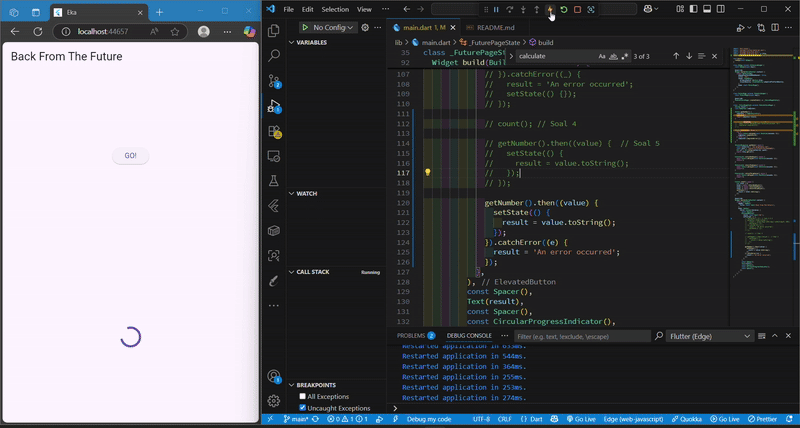 Eka
localhost:44657
Back From The Future
GO!
File
Edit
Selection
View
No Config
VARIABLES
WATCH
CALL STACK
Running
BREAKPOINTS
All Exceptions
Uncaught Exceptions
main.dart 1, M
README.md
lib > main.dart > _FuturePageState > build
class _FuturePageState
Widget build(Bui
calculate
3 of 3
107 // }).catchError((_) {
108 //   result = 'An error occurred';
109 //   setState(() {});
110 // });
111
112 // count(); // Soal 4
113
114 // getNumber().then((value) {  // Soal 5
115 //   setState(() {
116 //     result = value.toString();
117 //   });
118 // });
119
120 getNumber().then((value) {
121 setState(() {
122 result = value.toString();
123 });
124 }).catchError((e) {
125 result = 'An error occurred';
126 });
127 },
128 ), // ElevatedButton
129 const Spacer(),
130 Text(result),
131 const Spacer(),
132 const CircularProgressIndicator(),
PROBLEMS 2
DEBUG CONSOLE
Filter (e.g. text, !exclude, \escape)
Flutter (Edge)
Restarted application in 633ms.
Restarted application in 544ms.
Restarted application in 364ms.
Restarted application in 255ms.
Restarted application in 253ms.
Restarted application in 274ms.
main*
0
1
1
Debug my code
UTF-8
CRLF
Dart
Go Live
Edge (web-javascript)
Quokka
Go Live
Prettier